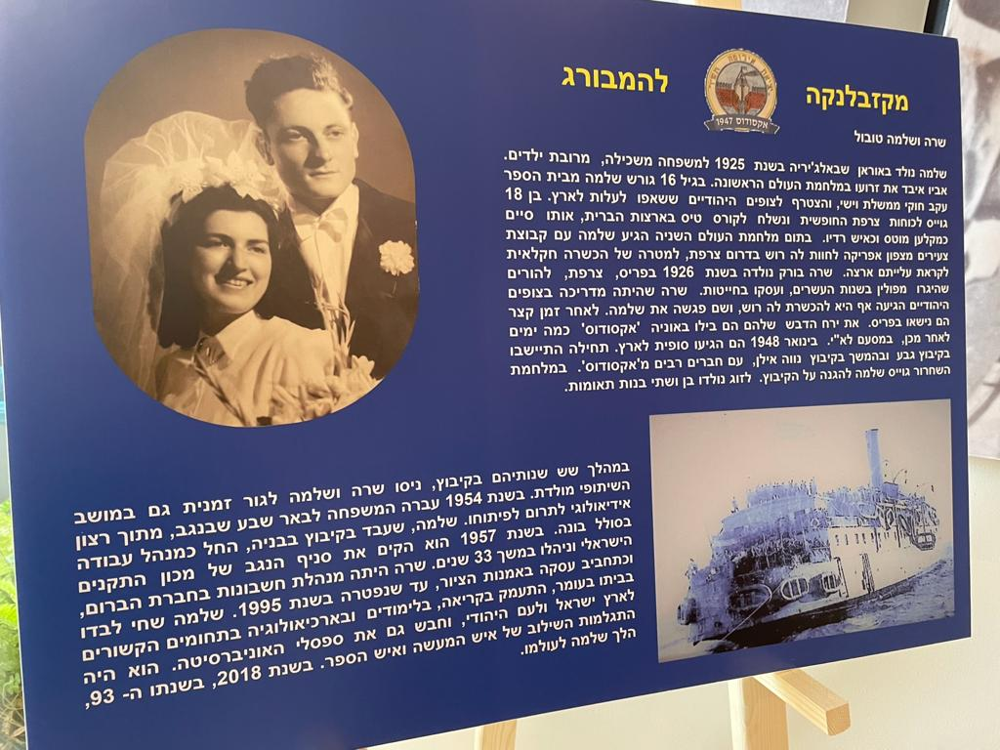 מקזבלנקה להמבורג
אקסודוס 1947
שרה ושלמה טובול
שלמה נולד באוראן שבאלג'יריה בשנת 1925 למשפחה משכילה, מרובת ילדים.
אביו איבד את זרועו במלחמת העולם הראשונה. בגיל 16 גורש שלמה מבית הספר
עקב חוקי ממשלת וישי, והצטרף לצופים היהודיים ששאפו לעלות לארץ. בן 18
גוייס לכוחות צרפת החופשית ונשלח לקורס טיס בארצות הברית, אותו סיים
כמקלען מוטס וכאיש רדיו. בתום מלחמת העולם השניה הגיע שלמה עם קבוצת
צעירים מצפון אפריקה לחוות לה רוש בדרום צרפת, למטרה של הכשרה חקלאית
לקראת עלייתם ארצה. שרה בורק נולדה בשנת 1926 בפריס, צרפת, להורים
שהיגרו מפולין בשנות העשרים, ועסקו בחייטות. שרה שהיתה מדריכה בצופים
היהודיים הגיעה אף היא להכשרת לה רוש, ושם פגשה את שלמה. לאחר זמן קצר
הם נישאו בפריס. את ירח הדבש שלהם הם בילו באוניה 'אקסודוס' כמה ימים
לאחר מכן, במסעם לא"י. בינואר 1948 הם הגיעו סופית לארץ. תחילה התיישבו
בקיבוץ גבע ובהמשך בקיבוץ נווה אילן, עם חברים רבים מ'אקסודוס'. במלחמת
השחרור גוייס שלמה להגנה על הקיבוץ. לזוג נולדו בן ושתי בנות תאומות.
במהלך שש שנותיהם בקיבוץ, ניסו שרה ושלמה לגור זמנית גם במושב
השיתופי מולדת. בשנת 1954 עברה המשפחה לבאר שבע שבנגב, מתוך רצון
אידיאולוגי לתרום לפיתוחו. שלמה, שעבד בקיבוץ בבניה, החל כמנהל עבודה
בסולל בונה. בשנת 1957 הוא הקים את סניף הנגב של מכון התקנים
הישראלי וניהלו במשך 33 שנים. שרה היתה מנהלת חשבונות בחברת הברום,
וכתחביב עסקה באמנות הציור, עד שנפטרה בשנת 1995. שלמה שחי לבדו
בביתו בעומר, התעמק בקריאה, בלימודים ובארכיאולוגיה בתחומים הקשורים
לארץ ישראל ולעם היהודי, וחבש גם את ספסלי האוניברסיטה. הוא היה
התגלמות השילוב של איש המעשה ואיש הספר. בשנת 2018, בשנתו ה- 93,
הלך שלמה לעולמו.